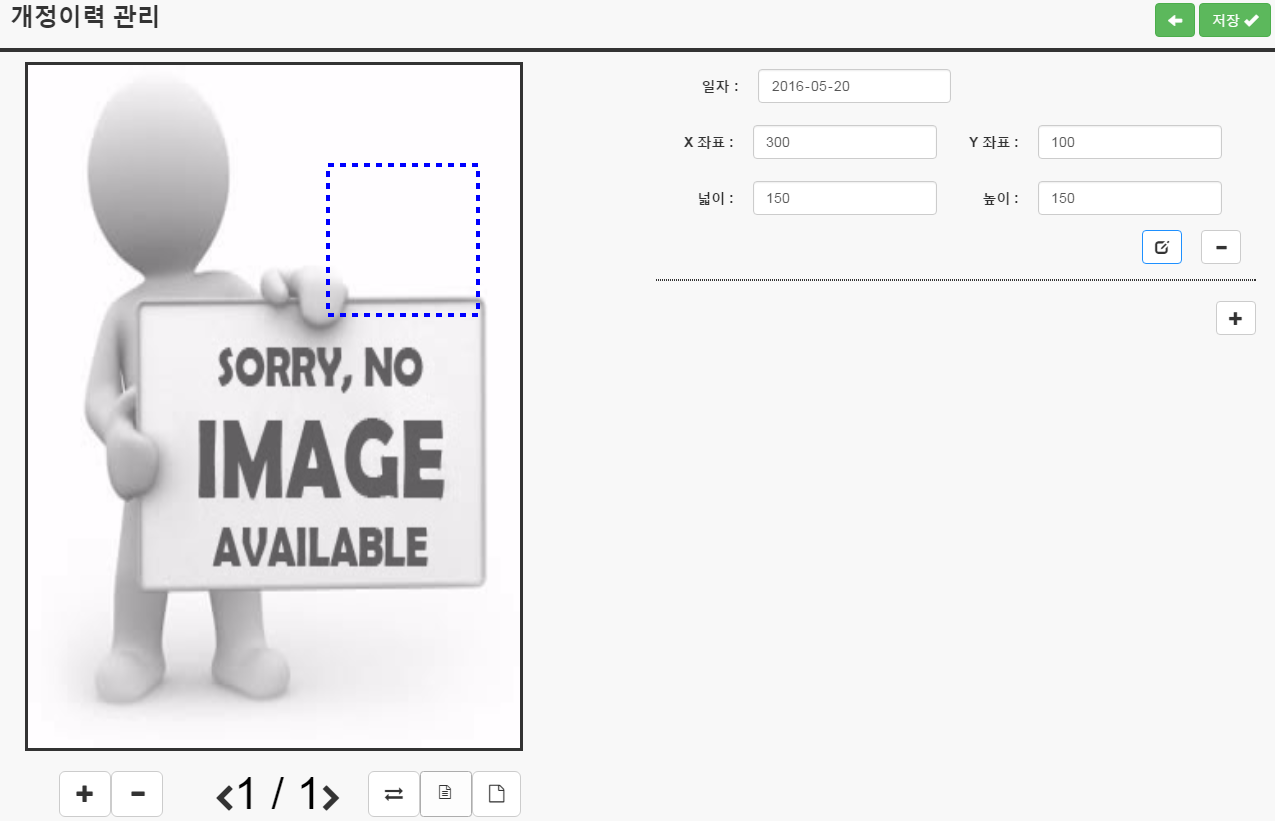 개정이력 관리
저장
일자 :
2016-05-20
X 좌표 :
300
Y 좌표 :
100
넓이 :
150
높이 :
150
SORRY, NO
IMAGE
AVAILABLE
1 / 1